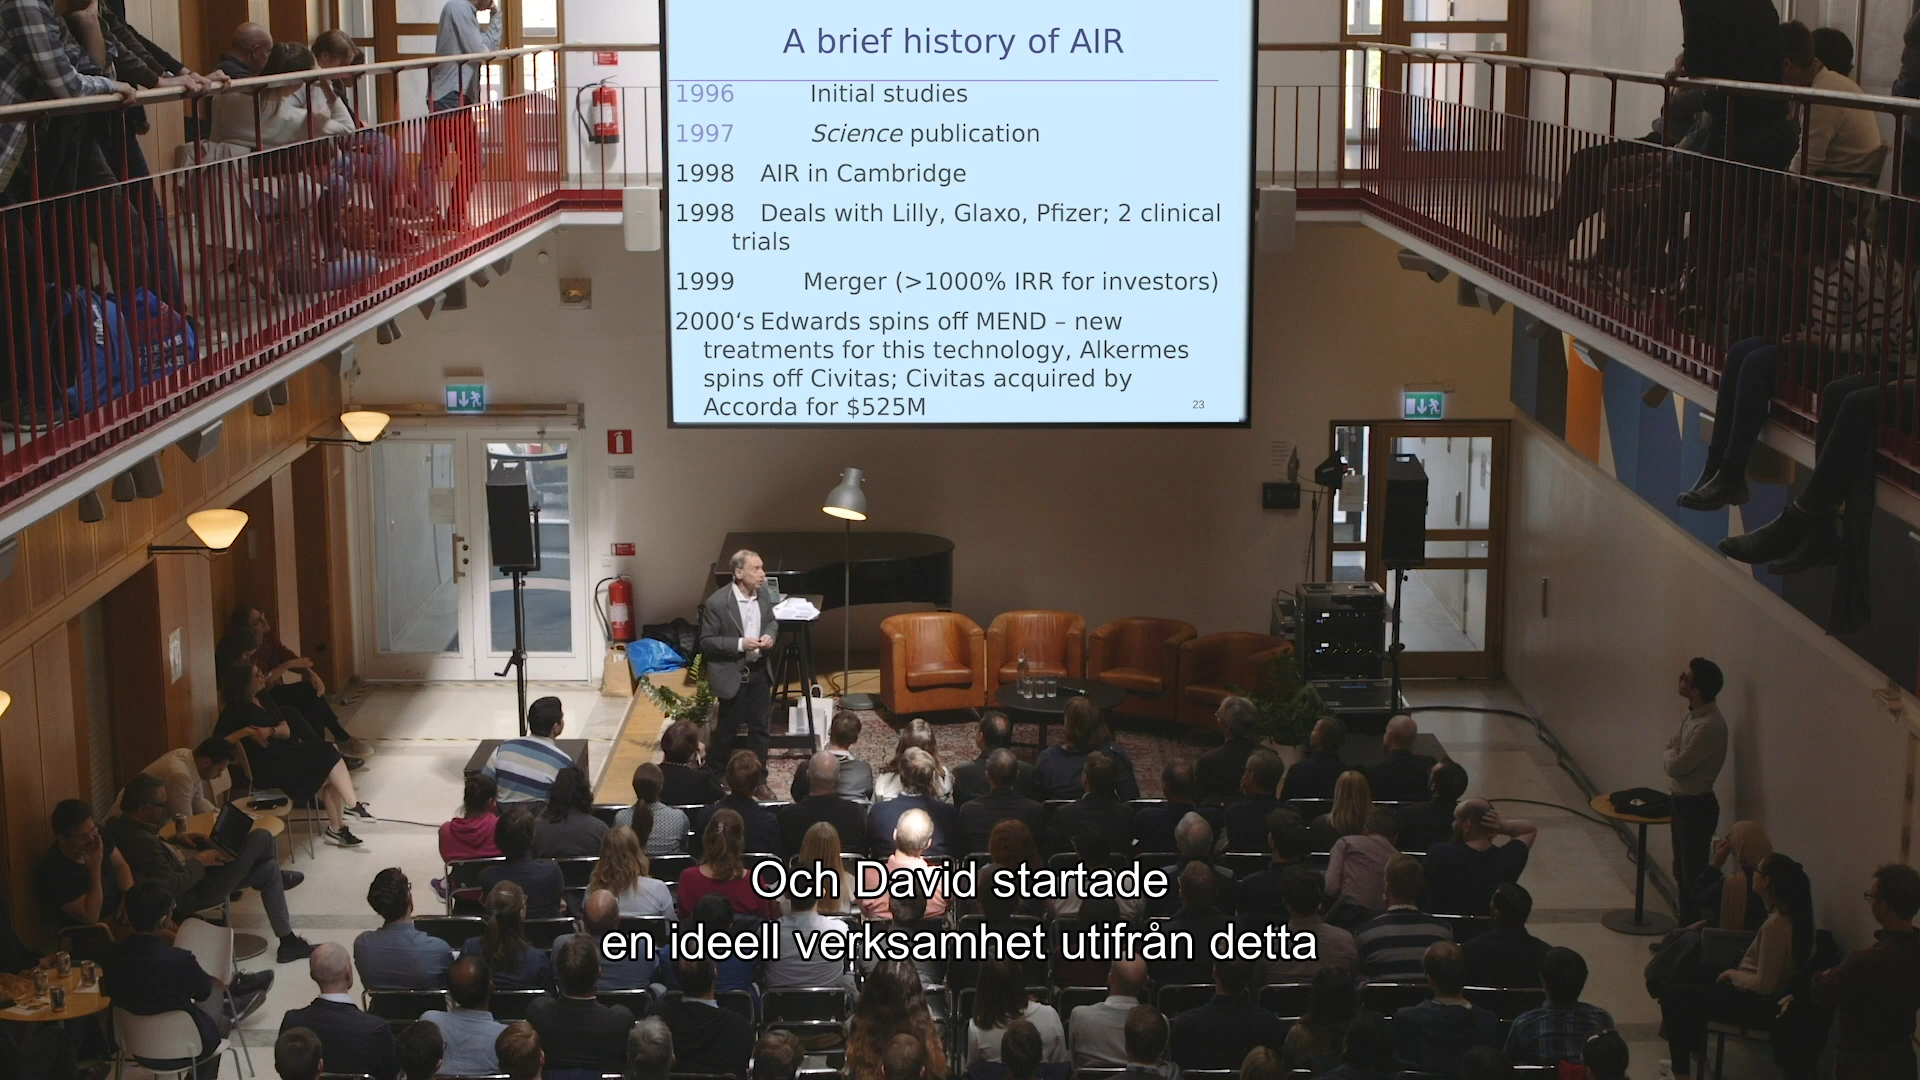 A brief history of AIR
1996 Initial studies
1997 Science publication
1998 AIR in Cambridge
1998 Deals with Lilly, Glaxo, Pfizer; 2 clinical
trials
1999 Merger (>1000% IRR for investors)
2000‘s Edwards spins off MEND – new
treatments for this technology, Alkermes
spins off Civitas; Civitas acquired by
Accorda for $525M
23
Och David startade
en ideell verksamhet utifrån detta